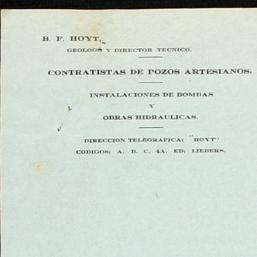 B. F. HOYT,
GEOLOGO Y DIRECTOR TECNICO.
CONTRATISTAS DE POZOS ARTESIANOS.
INSTALACIONES DE BOMBAS
Y
OBRAS HIDRAULICAS.
DIRECCION TELEGRAFICA: "HOYT"
CODIGOS: A. B. C. 4A. ED; LIEBERS.